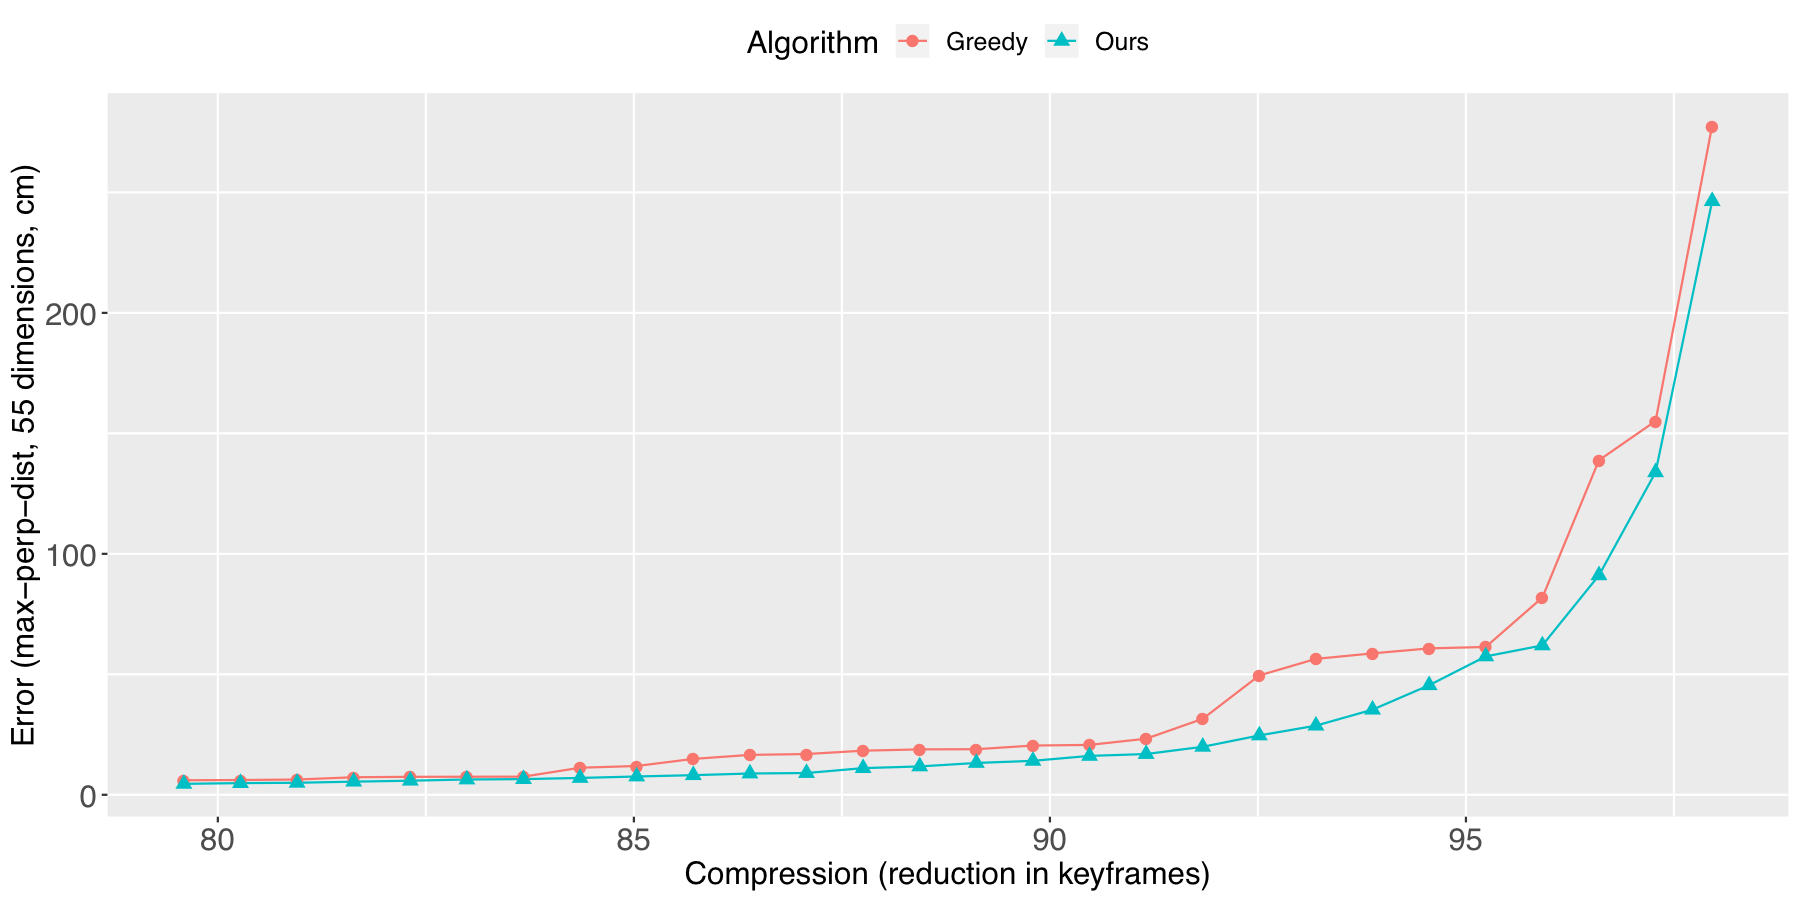 Algorithm Greedy Ours
Error (max−perp−dist, 55 dimensions, cm)
200
100
0
80 85 90 95
Compression (reduction in keyframes)